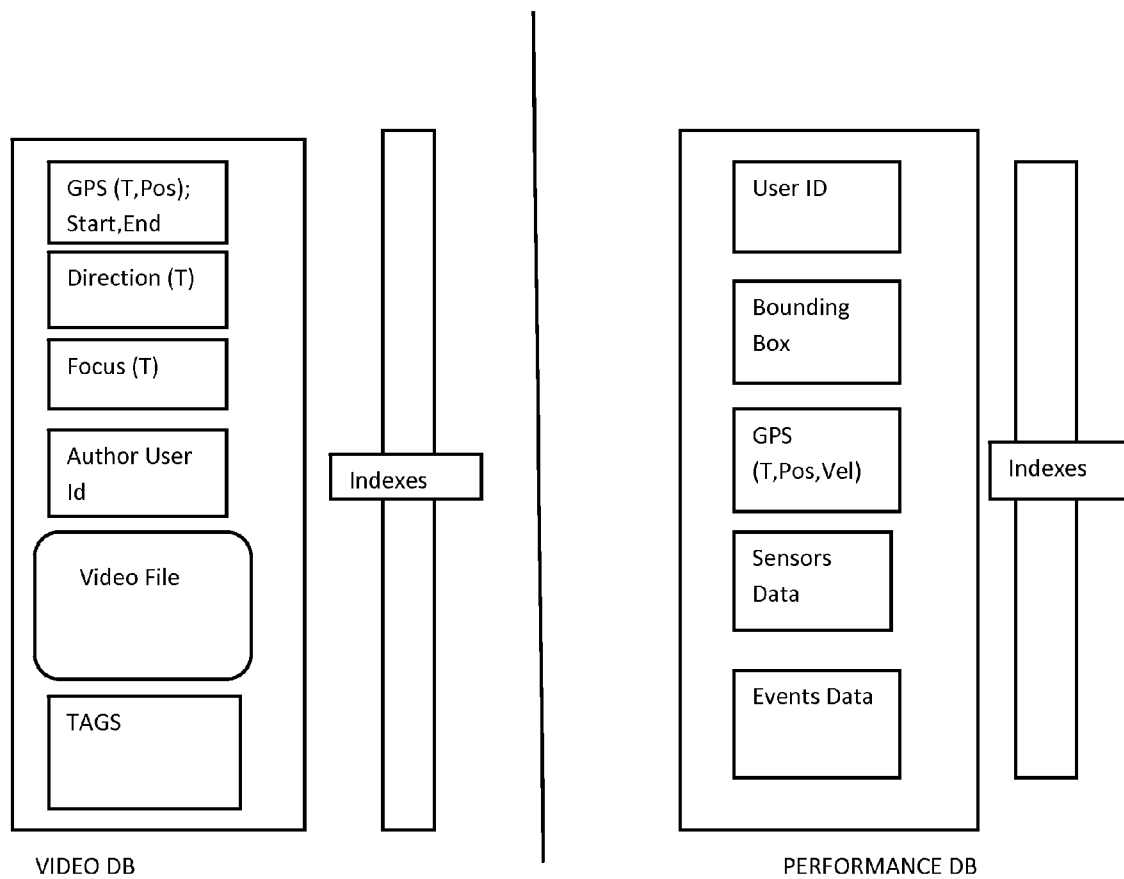 GPS (T,Pos);
Start,End
Direction (T)
Focus (T)
Author User
Id
Video File
TAGS
Indexes
VIDEO DB
User ID
Bounding
Box
GPS
(T,Pos,Vel)
Sensors
Data
Events Data
Indexes
PERFORMANCE DB